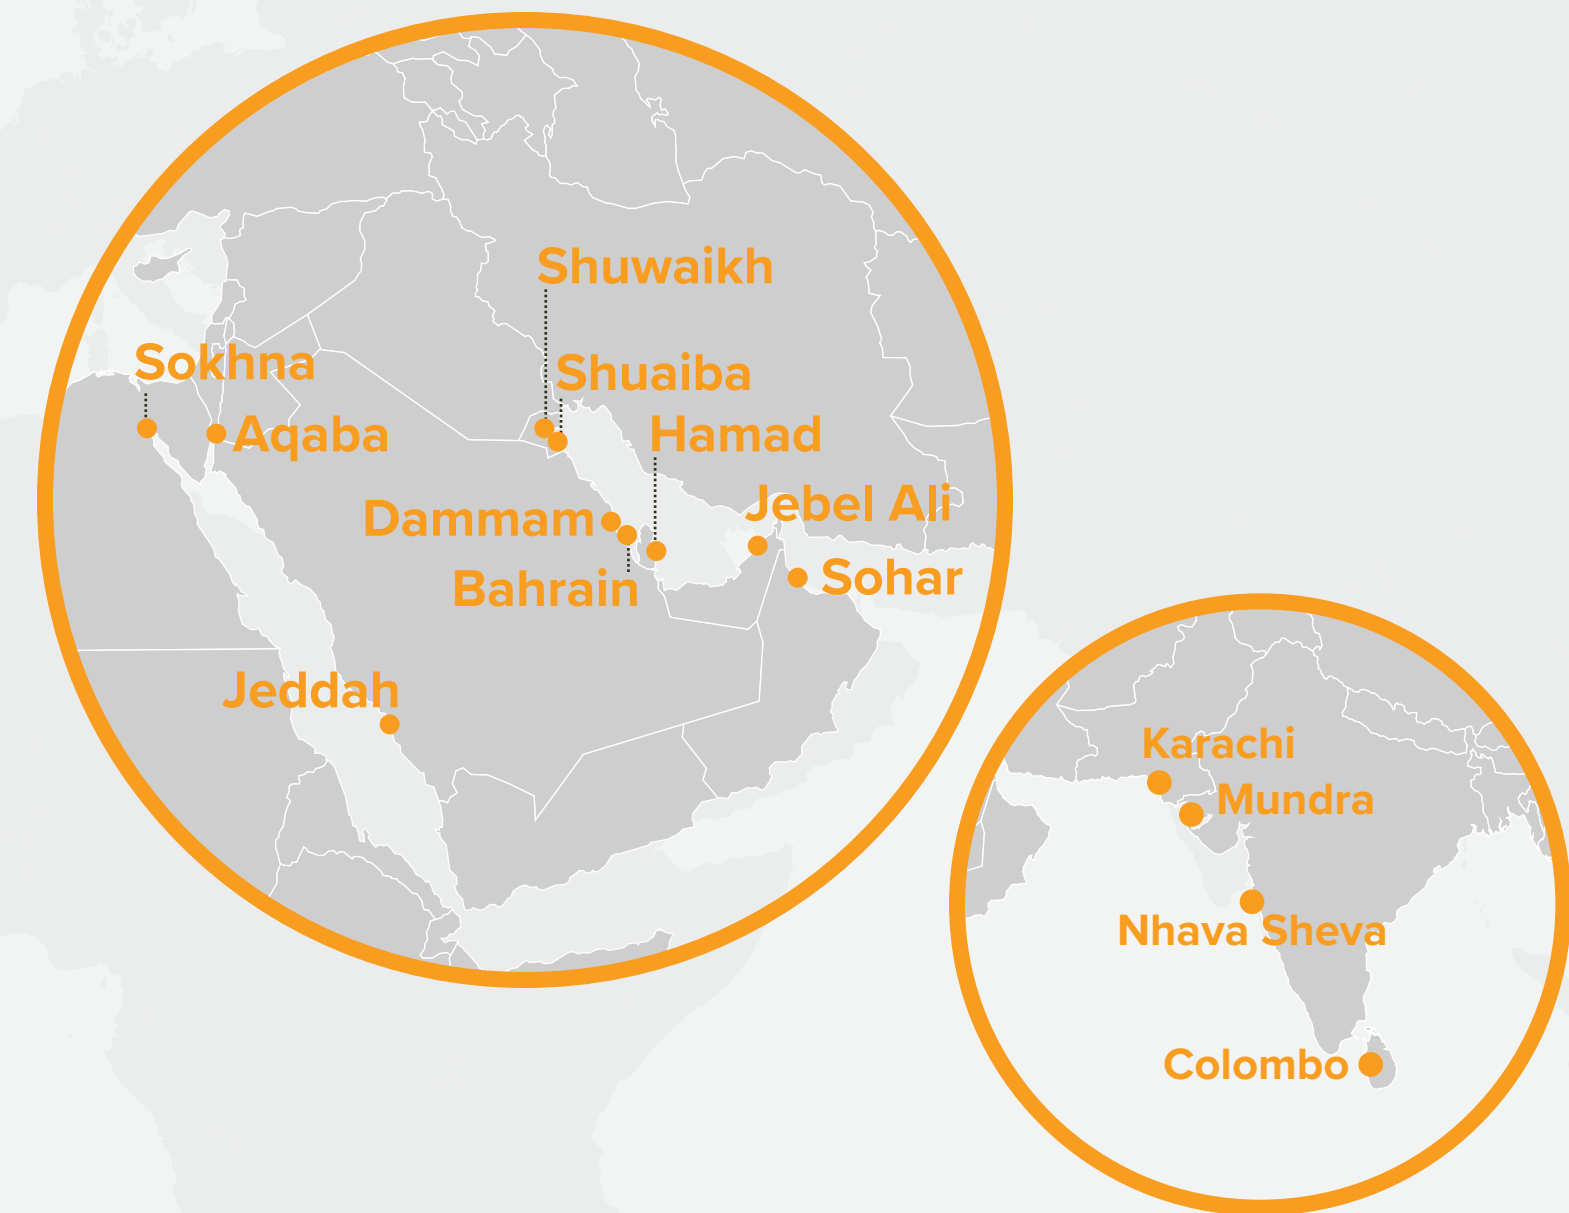 Shuwaikh
Sokhna
Shuaiba
Aqaba
Hamad
Dammam
Jebel Ali
Bahrain
Sohar
Jeddah
Karachi
Mundra
Nhava Sheva
Colombo